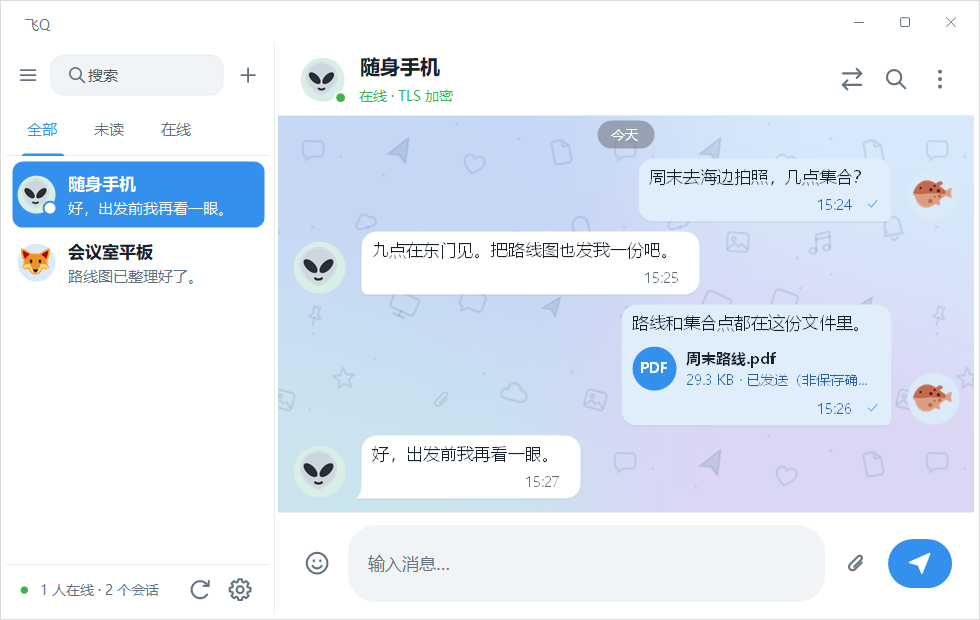 飞Q
搜索
全部 未读 在线
随身手机
好，出发前我再看一眼。
会议室平板
路线图已整理好了。
1 人在线 · 2 个会话
随身手机
在线 · TLS 加密
今天
周末去海边拍照，几点集合？
15:24
九点在东门见。把路线图也发我一份吧。
15:25
路线和集合点都在这份文件里。
PDF
周末路线.pdf
29.3 KB · 已发送（非保存确...
15:26
好，出发前我再看一眼。
15:27
输入消息...